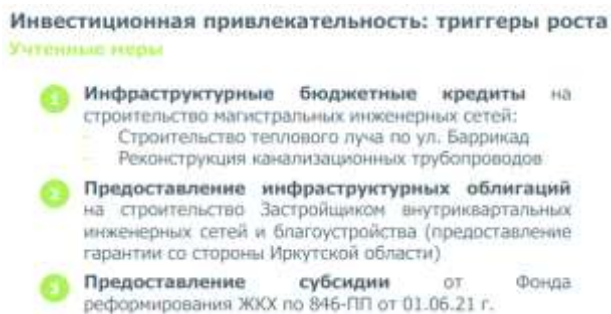 Инвестиционная привлекательность: триггеры роста
Учтенные меры
1 Инфраструктурные бюджетные кредиты на
строительство магистральных инженерных сетей:
- Строительство теплового луча по ул. Баррикад
- Реконструкция канализационных трубопроводов
2 Предоставление инфраструктурных облигаций
на строительство Застройщиком внутриквартальных
инженерных сетей и благоустройства (предоставление
гарантии со стороны Иркутской области)
3 Предоставление субсидии от Фонда
реформирования ЖКХ по 846-ПП от 01.06.21 г.